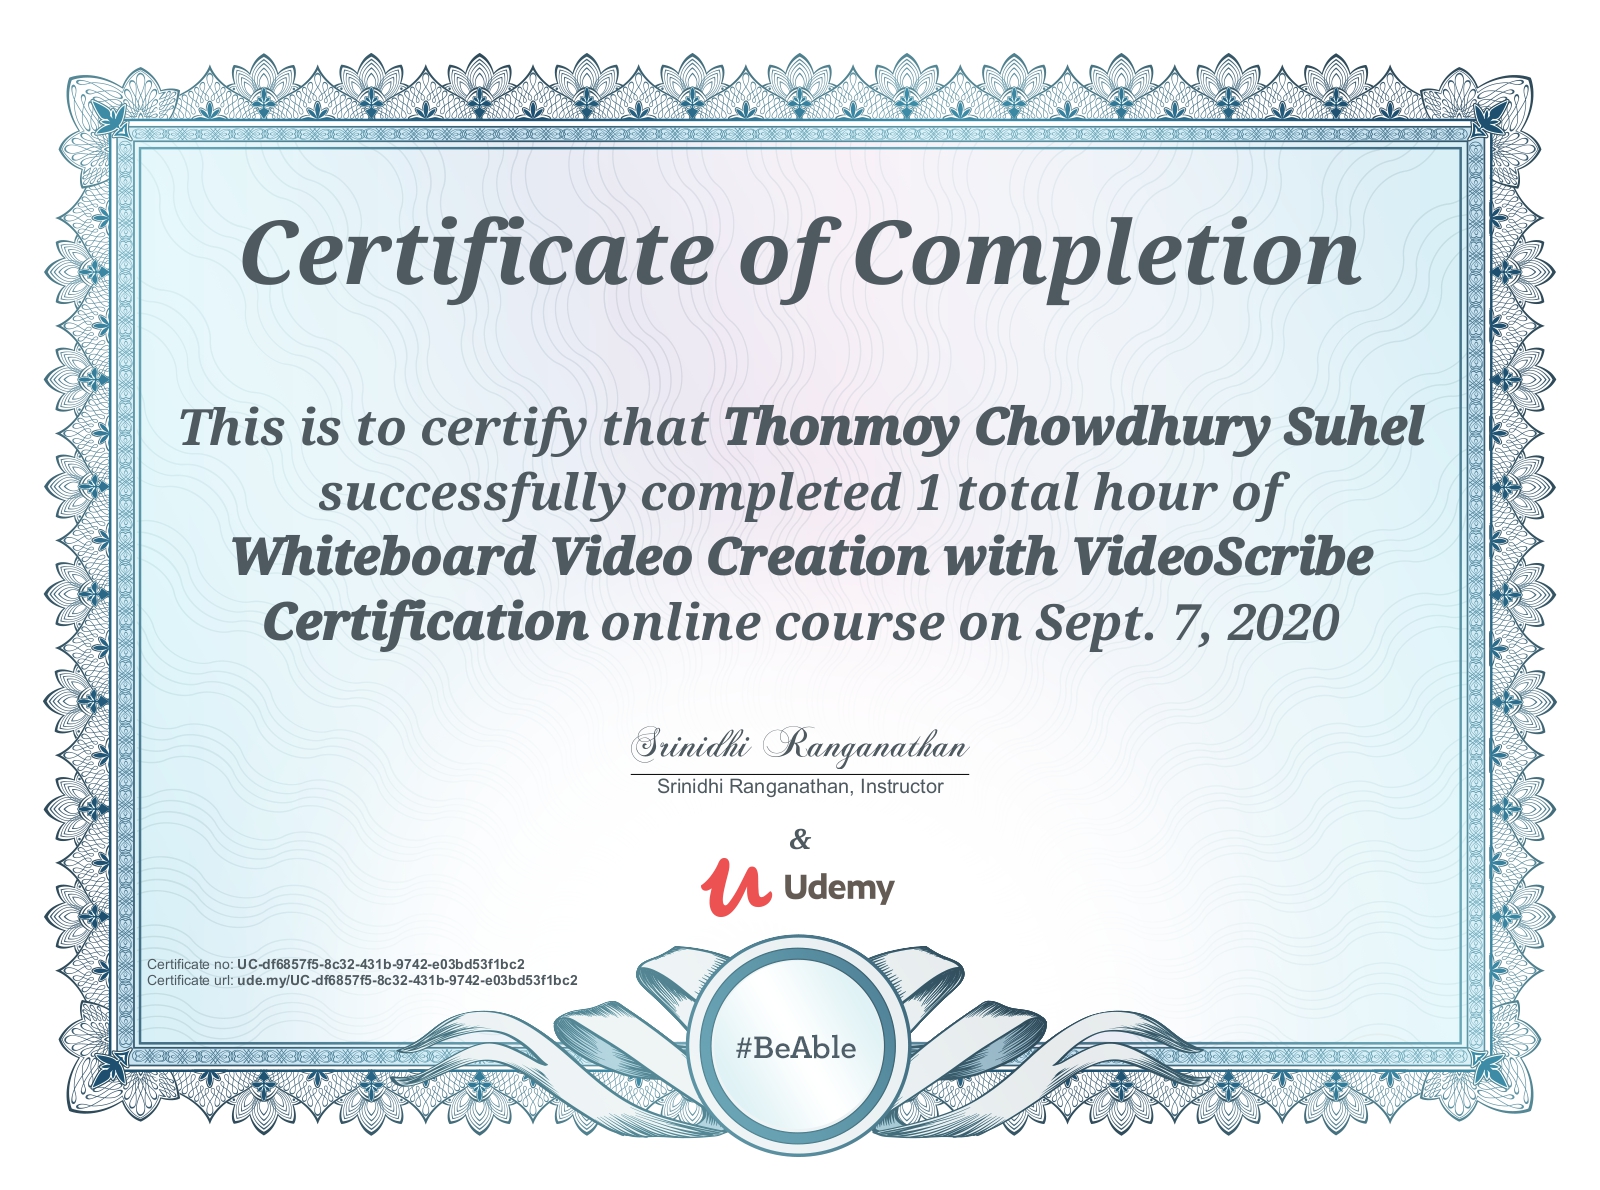 Certificate of Completion
This is to certify that Thonmoy Chowdhury Suhel
successfully completed 1 total hour of
Whiteboard Video Creation with VideoScribe
Certification online course on Sept. 7, 2020
Srinidhi Ranganathan
Srinidhi Ranganathan, Instructor
&
Udemy
Certificate no: UC-df6857f5-8c32-431b-9742-e03bd53f1bc2
Certificate url: ude.my/UC-df6857f5-8c32-431b-9742-e03bd53f1bc2
#BeAble